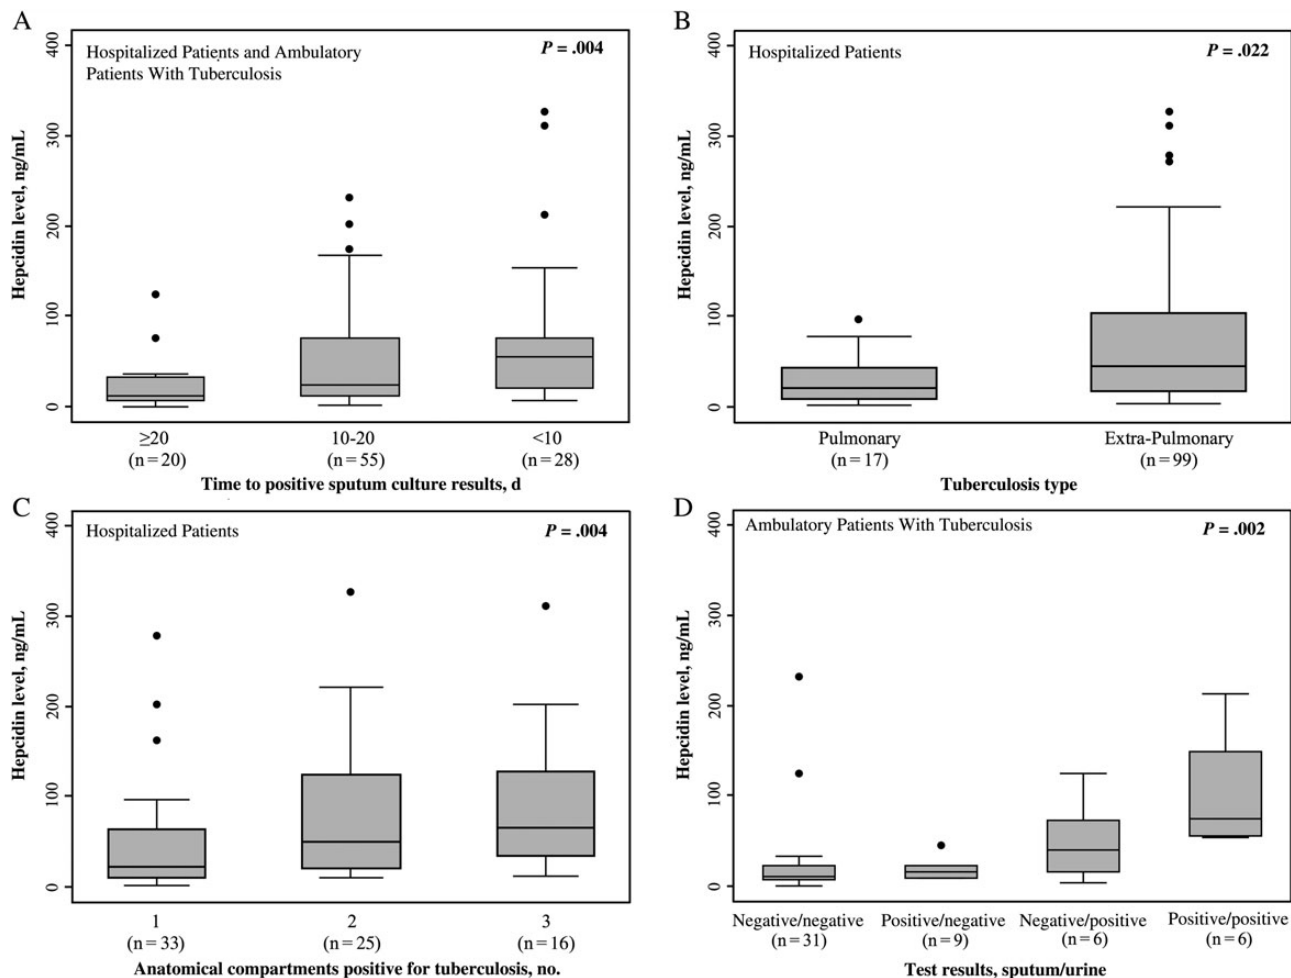 A
Hospitalized Patients and Ambulatory
Patients With Tuberculosis
P = .004
Hepcidin level, ng/mL
400
300
200
100
0
≥20
(n=20)
10-20
(n=55)
<10
(n=28)
Time to positive sputum culture results, d
B
Hospitalized Patients
P = .022
Hepcidin level, ng/mL
400
300
200
100
0
Pulmonary
(n=17)
Extra-Pulmonary
(n=99)
Tuberculosis type
C
Hospitalized Patients
P = .004
Hepcidin level, ng/mL
400
300
200
100
0
1
(n=33)
2
(n=25)
3
(n=16)
Anatomical compartments positive for tuberculosis, no.
D
Ambulatory Patients With Tuberculosis
P = .002
Hepcidin level, ng/mL
400
300
200
100
0
Negative/negative
(n=31)
Positive/negative
(n=9)
Negative/positive
(n=6)
Positive/positive
(n=6)
Test results, sputum/urine